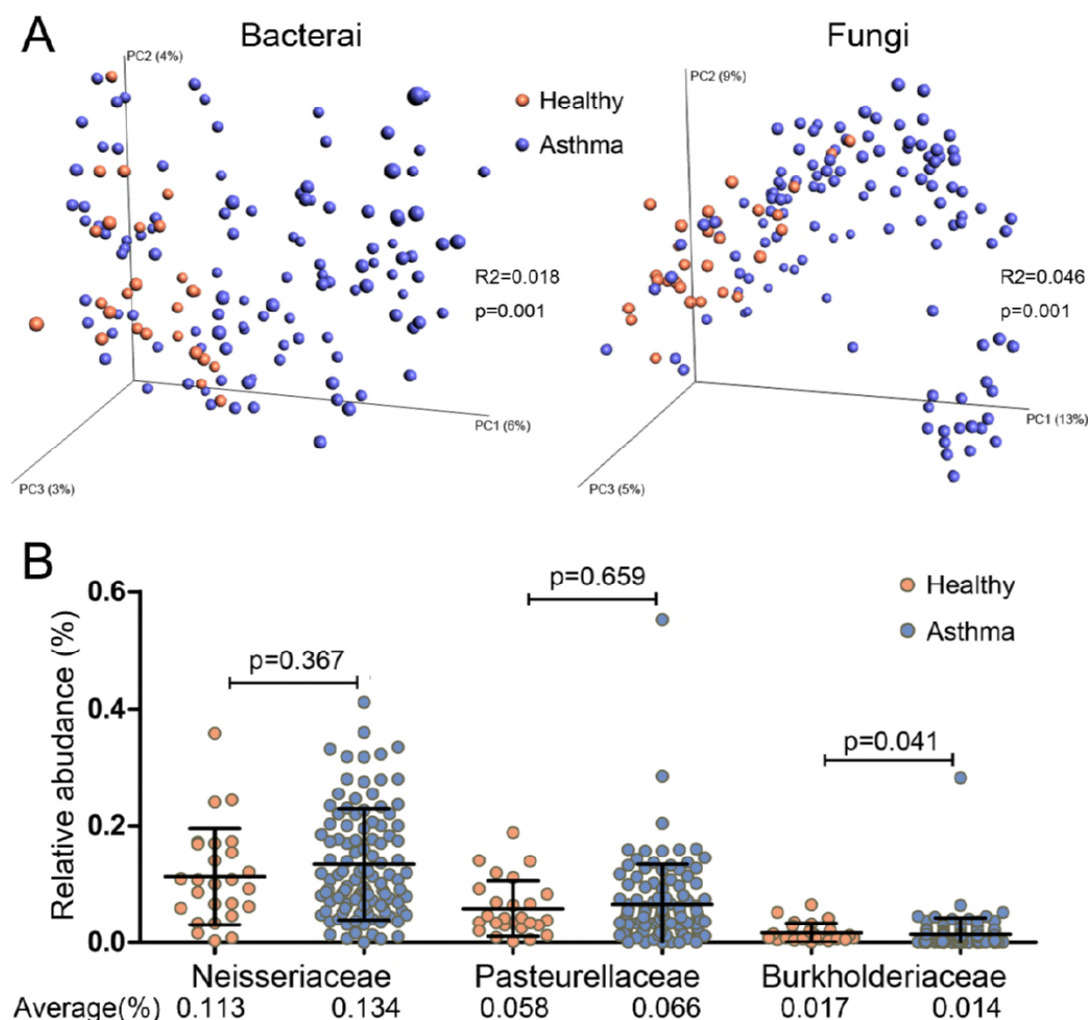 A
Bacterai
Fungi
PC2 (4%)
PC2 (9%)
Healthy
Asthma
R2=0.018
p=0.001
R2=0.046
p=0.001
PC1 (6%)
PC1 (13%)
PC3 (3%)
PC3 (5%)
B
Relative abudance (%)
0.6
0.4
0.2
0.0
p=0.367
p=0.659
p=0.041
Healthy
Asthma
Neisseriaceae Pasteurellaceae Burkholderiaceae
Average(%) 0.113 0.134 0.058 0.066 0.017 0.014